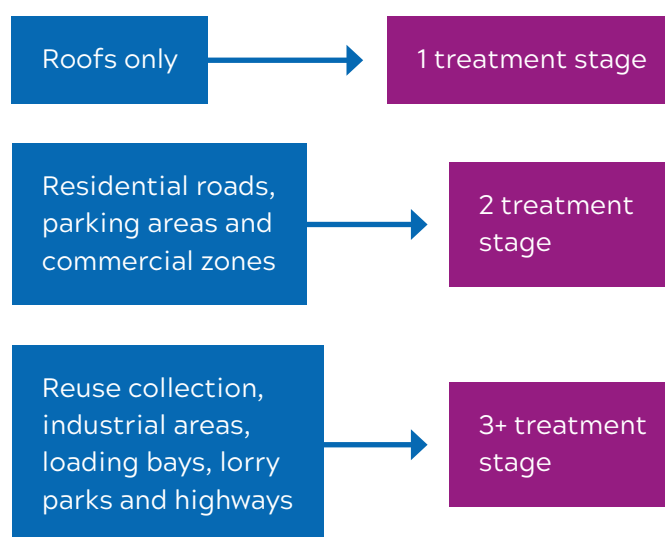 Roofs only
1 treatment stage
Residential roads,
parking areas and
commercial zones
2 treatment
stage
Reuse collection,
industrial areas,
loading bays, lorry
parks and highways
3+ treatment
stage